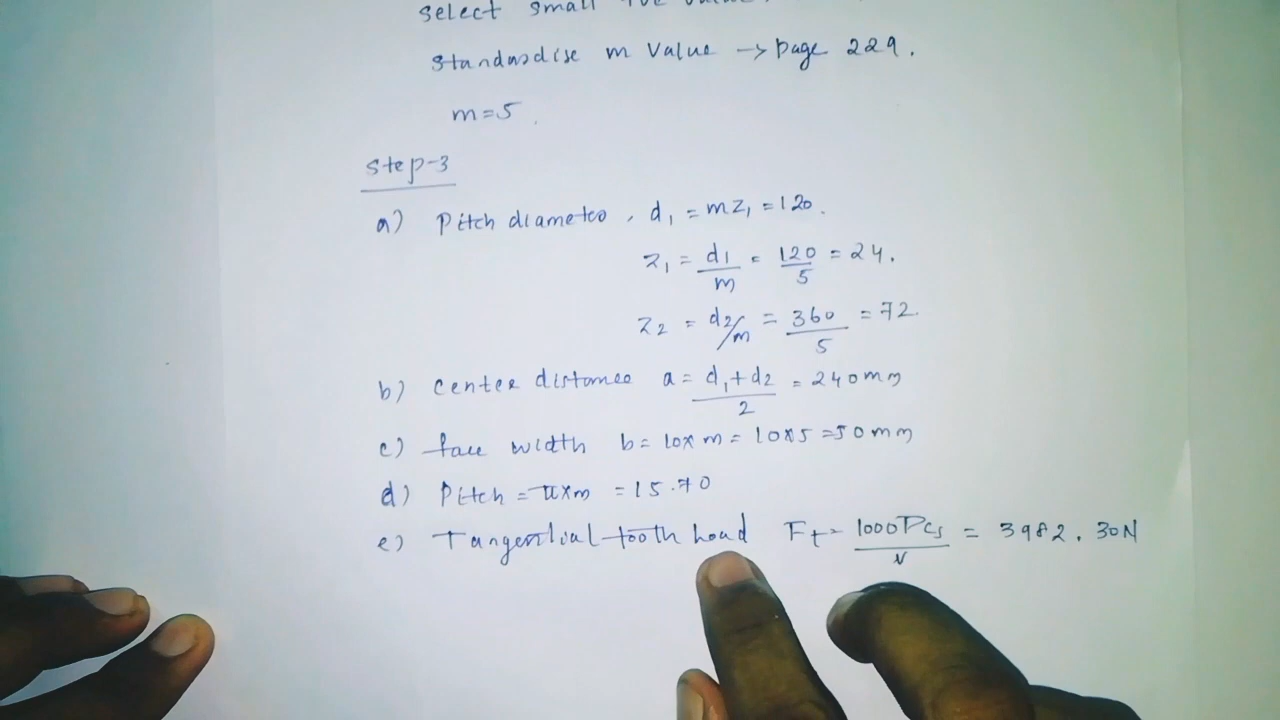 select small
standardise m value → page 229.
m=5.
Step-3
a) Pitch diameter, d₁ = mz₁ = 120.
z₁ = d₁/m = 120/5 = 24.
z₂ = d₂/m = 360/5 = 72.
b) center distance a = d₁+d₂/2 = 240mm
c) face width b = 10×m = 10×5 = 50mm
d) Pitch = π×m = 15.70
e) Tangential tooth load Ft = 1000PCs/v = 3982.30N